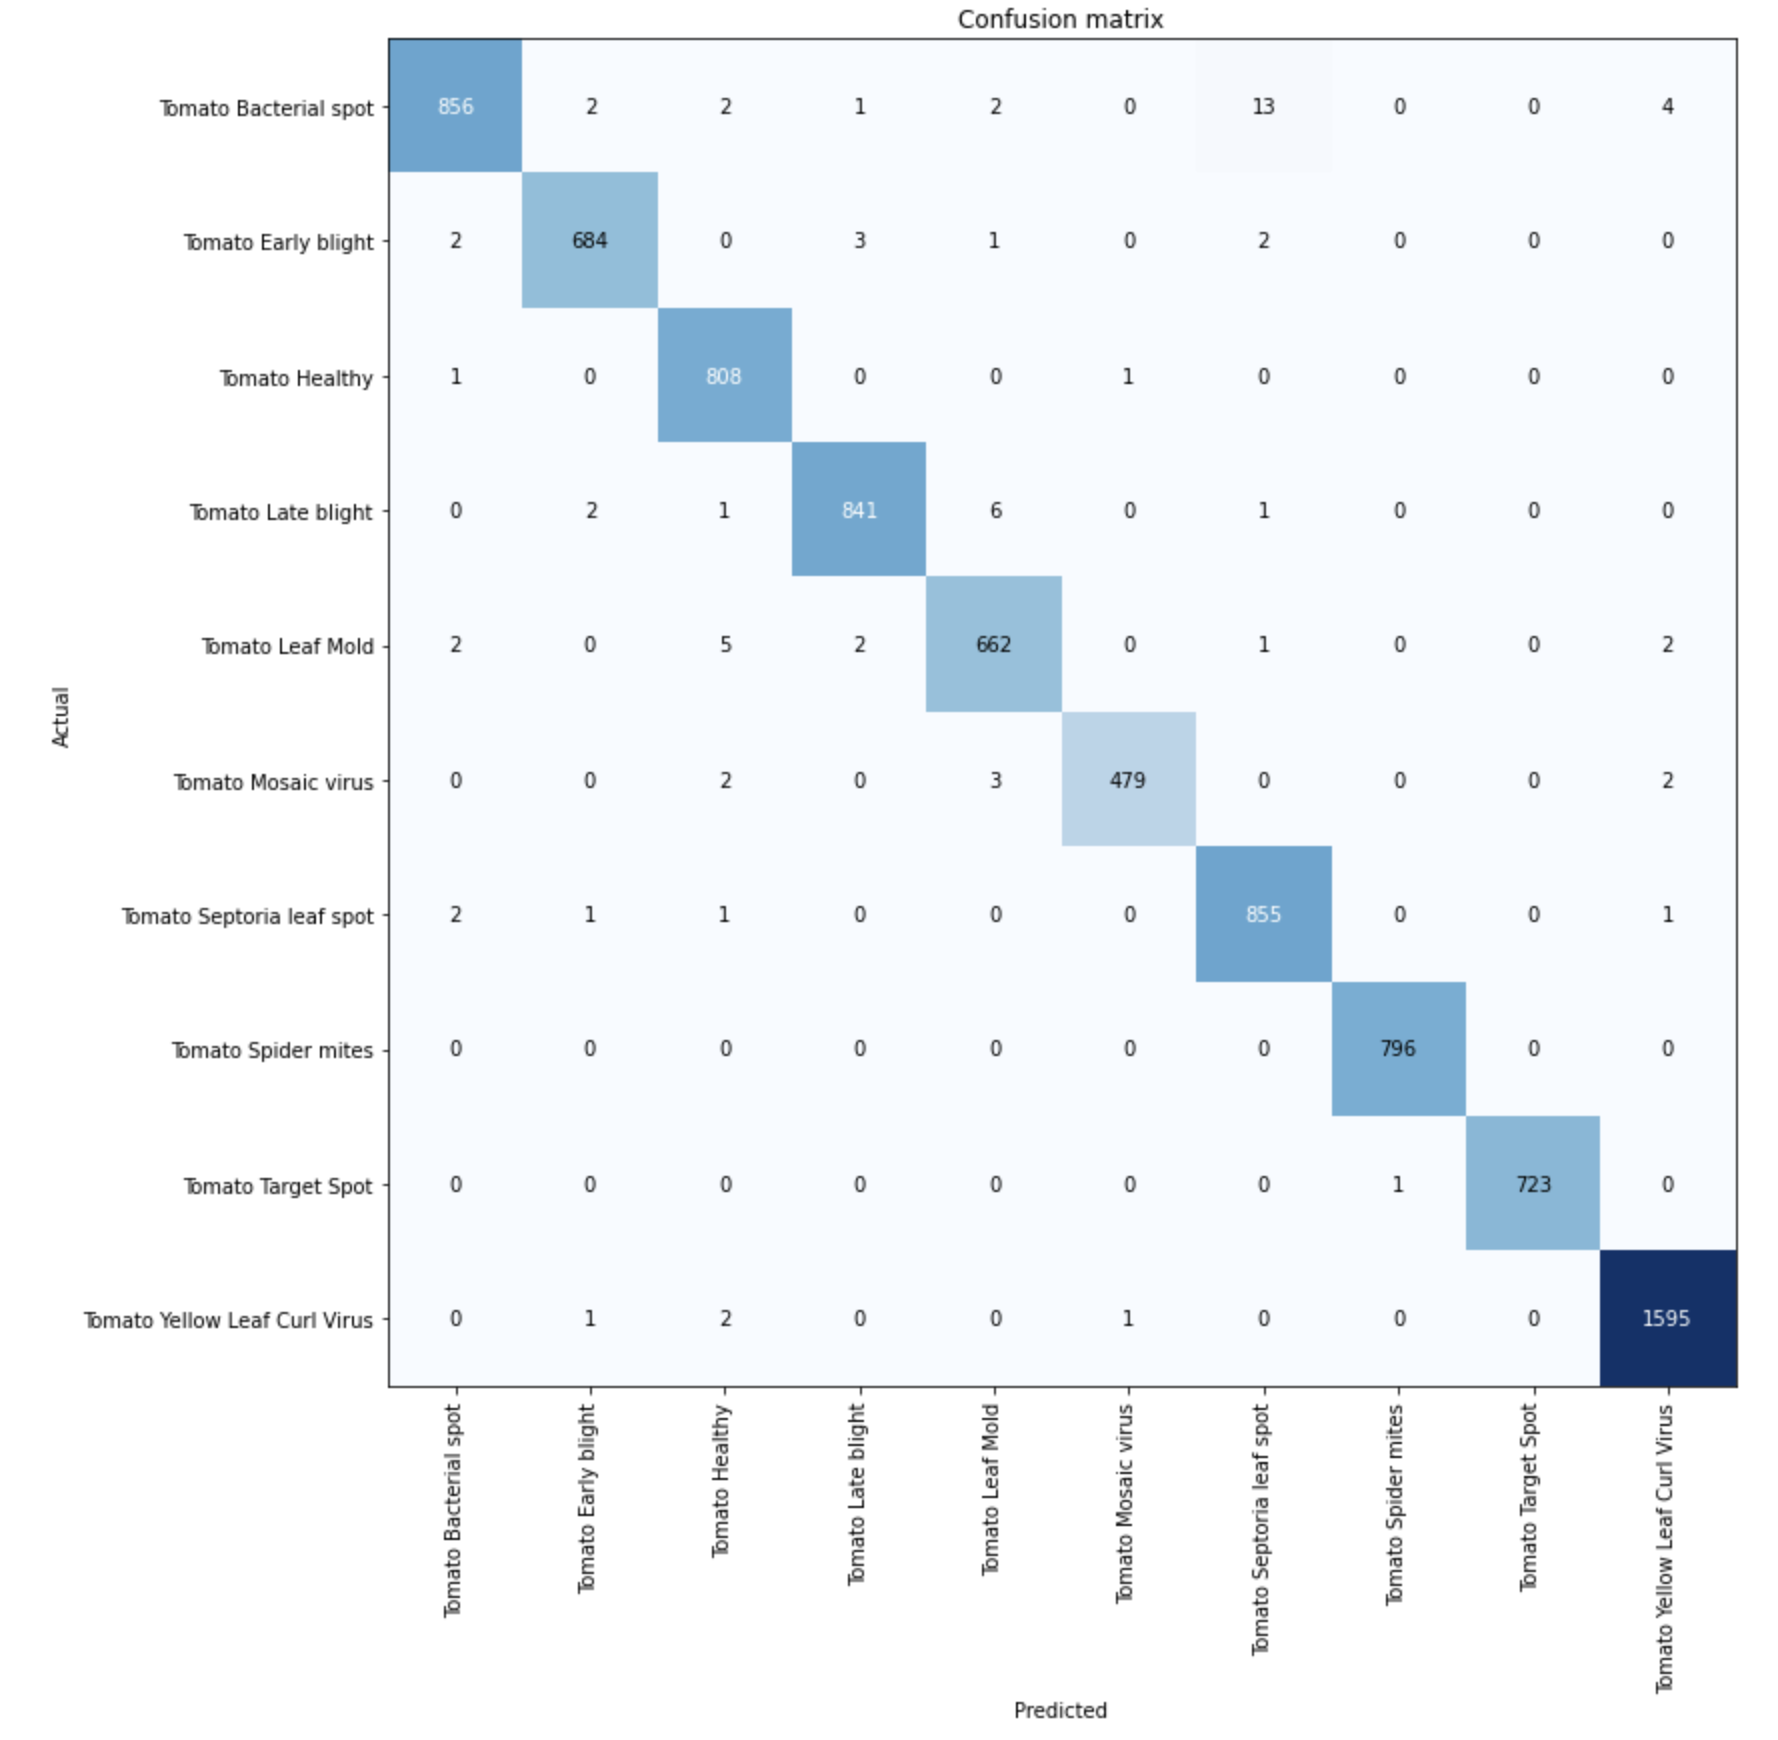 Confusion matrix
Tomato Bacterial spot 856 2 2 1 2 0 13 0 0 4
Tomato Early blight 2 684 0 3 1 0 2 0 0 0
Tomato Healthy 1 0 808 0 0 1 0 0 0 0
Tomato Late blight 0 2 1 841 6 0 1 0 0 0
Tomato Leaf Mold 2 0 5 2 662 0 1 0 0 2
Actual
Tomato Mosaic virus 0 0 2 0 3 479 0 0 0 2
Tomato Septoria leaf spot 2 1 1 0 0 0 855 0 0 1
Tomato Spider mites 0 0 0 0 0 0 0 796 0 0
Tomato Target Spot 0 0 0 0 0 0 0 1 723 0
Tomato Yellow Leaf Curl Virus 0 1 2 0 0 1 0 0 0 1595
Tomato Bacterial spot
Tomato Early blight
Tomato Healthy
Tomato Late blight
Tomato Leaf Mold
Tomato Mosaic virus
Tomato Septoria leaf spot
Tomato Spider mites
Tomato Target Spot
Tomato Yellow Leaf Curl Virus
Predicted